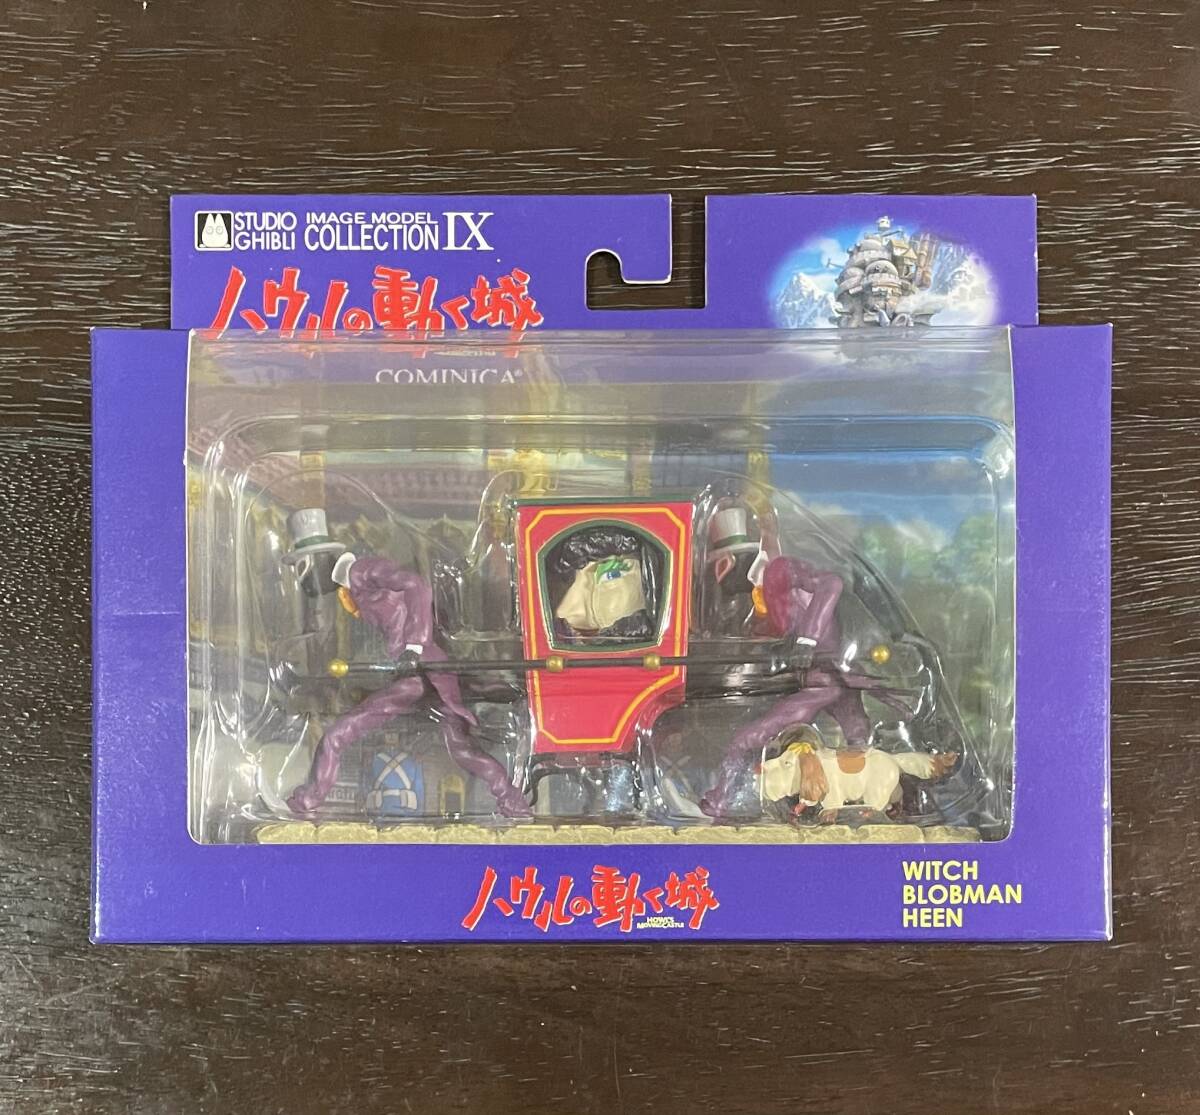 STUDIO GHIBLI IMAGE MODEL COLLECTION IX
ハウルの動く城
COMINICA®
ハウルの動く城
HOWL'S MOVING CASTLE
WITCH
BLOBMAN
HEEN